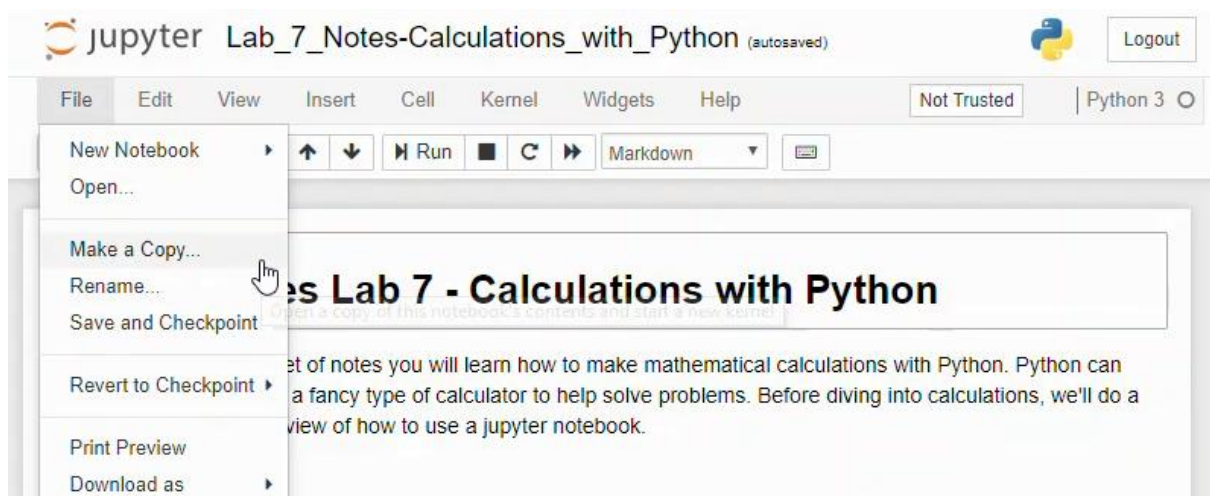 jupyter Lab_7_Notes-Calculations_with_Python (autosaved)
Logout
File Edit View Insert Cell Kernel Widgets Help
Not Trusted
Python 3
New Notebook
Run
Markdown
Open...
Make a Copy...
Rename...
es Lab 7 - Calculations with Python
Open a copy of this notebook's contents and start a new kernel
Save and Checkpoint
et of notes you will learn how to make mathematical calculations with Python. Python can
Revert to Checkpoint
a fancy type of calculator to help solve problems. Before diving into calculations, we'll do a
view of how to use a jupyter notebook.
Print Preview
Download as